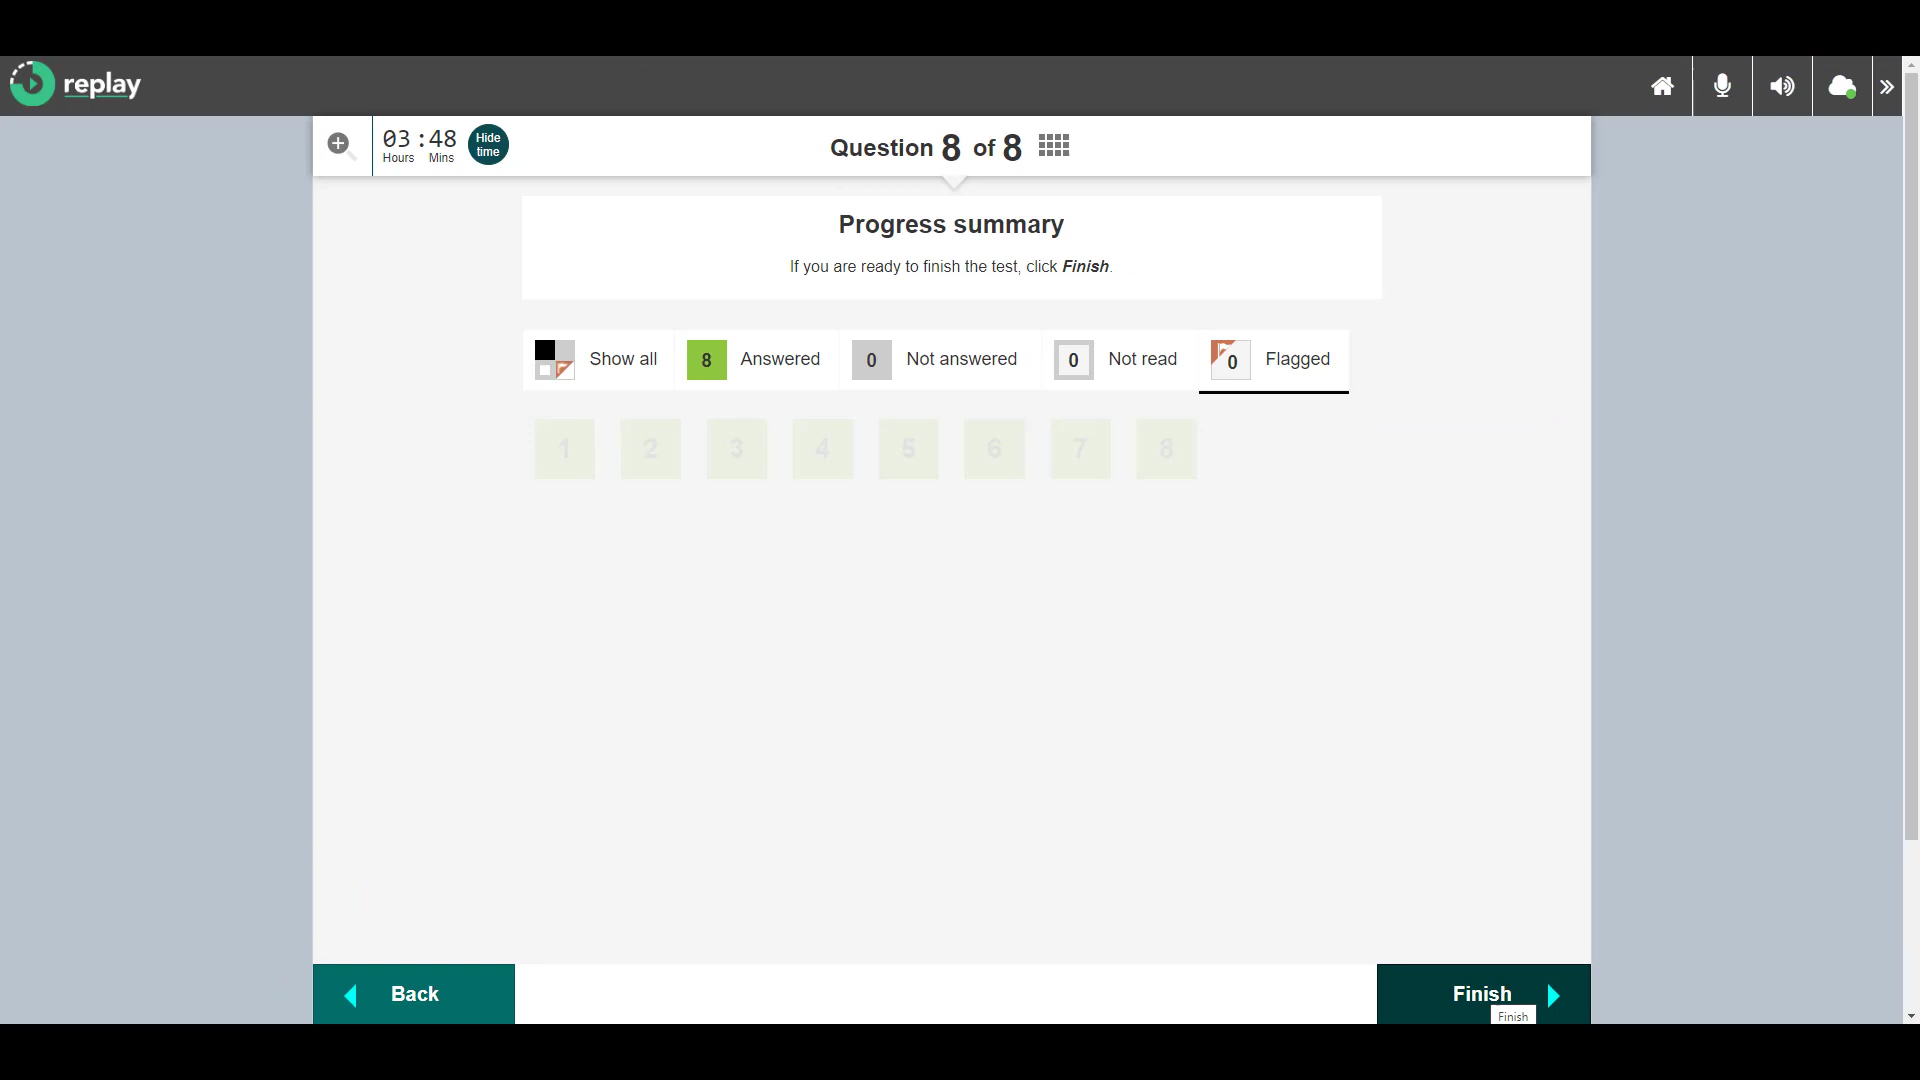 replay
03 : 48
Hours Mins
Hide time
Question 8 of 8
Progress summary
If you are ready to finish the test, click Finish.
Show all
8 Answered
0 Not answered
0 Not read
0 Flagged
1 2 3 4 5 6 7 8
Back
Finish
Finish